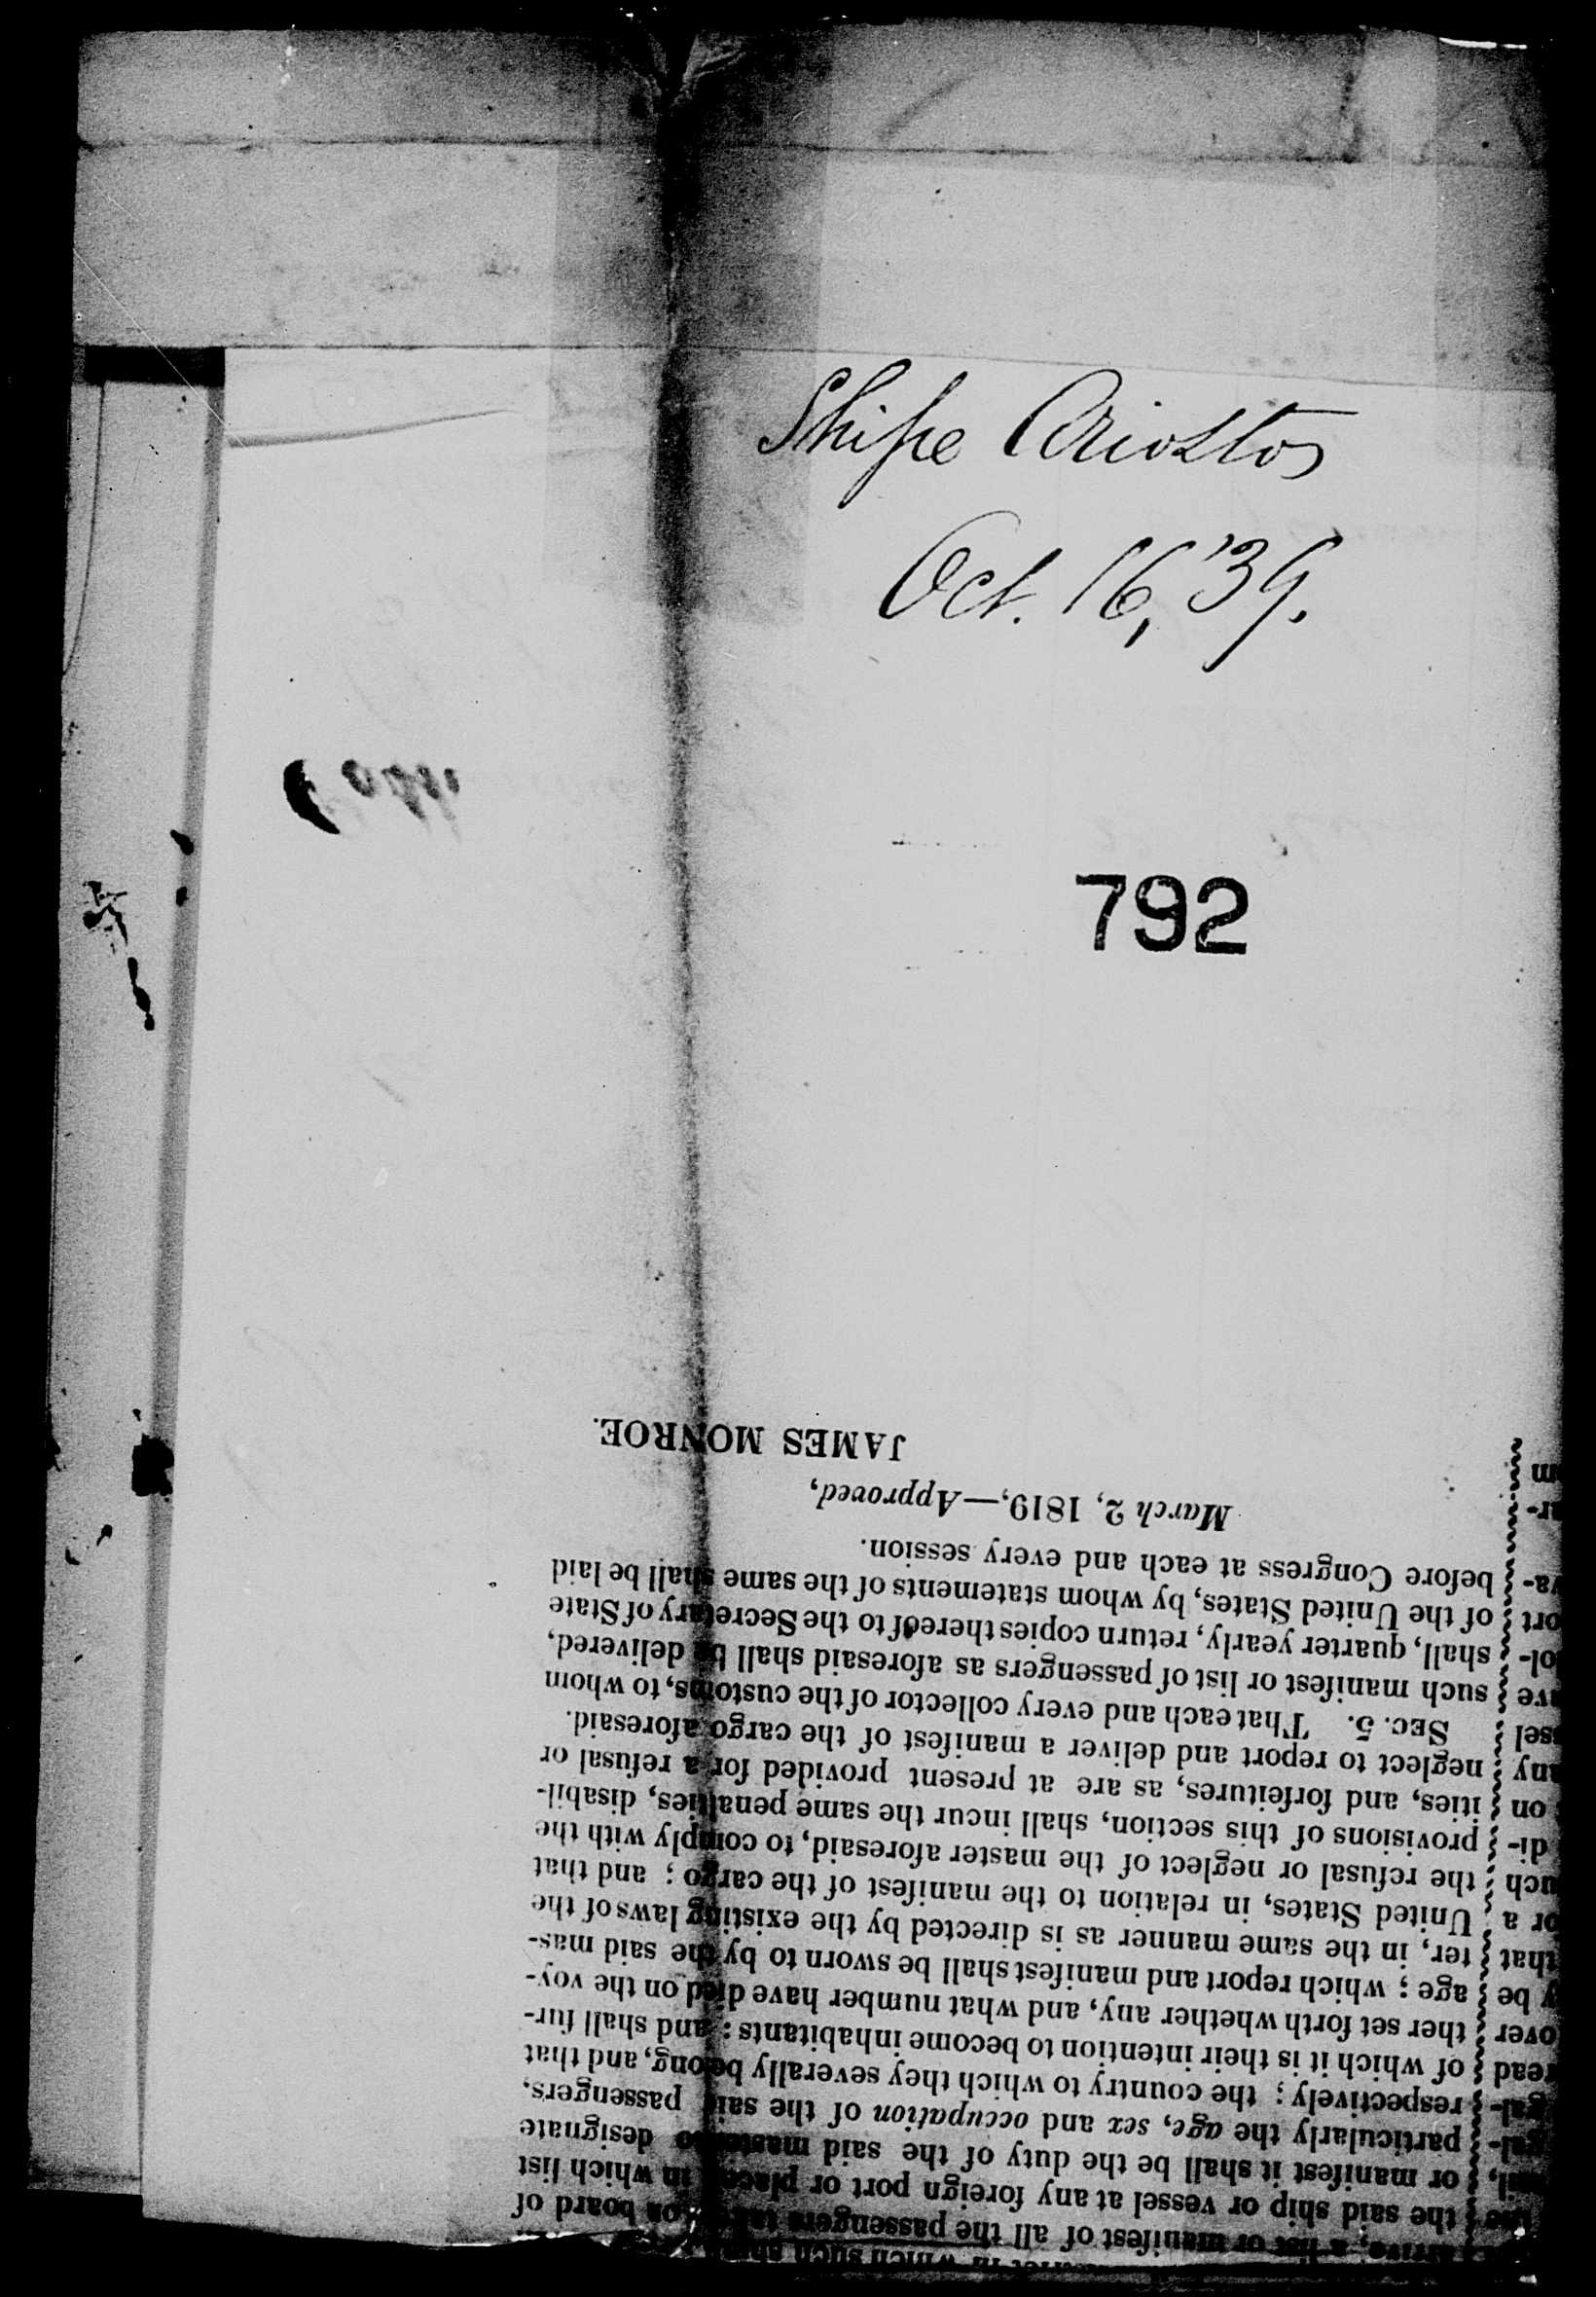 Ship Ariosto
Oct. 16, '39.
792
the said ship or vessel at any foreign port or place in which list
or manifest it shall be the duty of the said master to designate
particularly the age, sex and occupation of the said passengers,
respectively; the country to which they severally belong, and that
of which it is their intention to become inhabitants: and shall fur-
ther set forth whether any, and what number have died on the voy-
age; which report and manifest shall be sworn to by the said mas-
ter, in the same manner as is directed by the existing laws of the
United States, in relation to the manifest of the cargo; and that
the refusal or neglect of the master aforesaid, to comply with the
provisions of this section, shall incur the same penalties, disabil-
ities, and forfeitures, as are at present provided for a refusal or
neglect to report and deliver a manifest of the cargo aforesaid.
SEC. 5. That each and every collector of the customs, to whom
such manifest or list of passengers as aforesaid shall be delivered,
shall, quarter yearly, return copies thereof to the Secretary of State
of the United States, by whom statements of the same shall be laid
before Congress at each and every session.
March 2, 1819,—Approved,
JAMES MONROE.